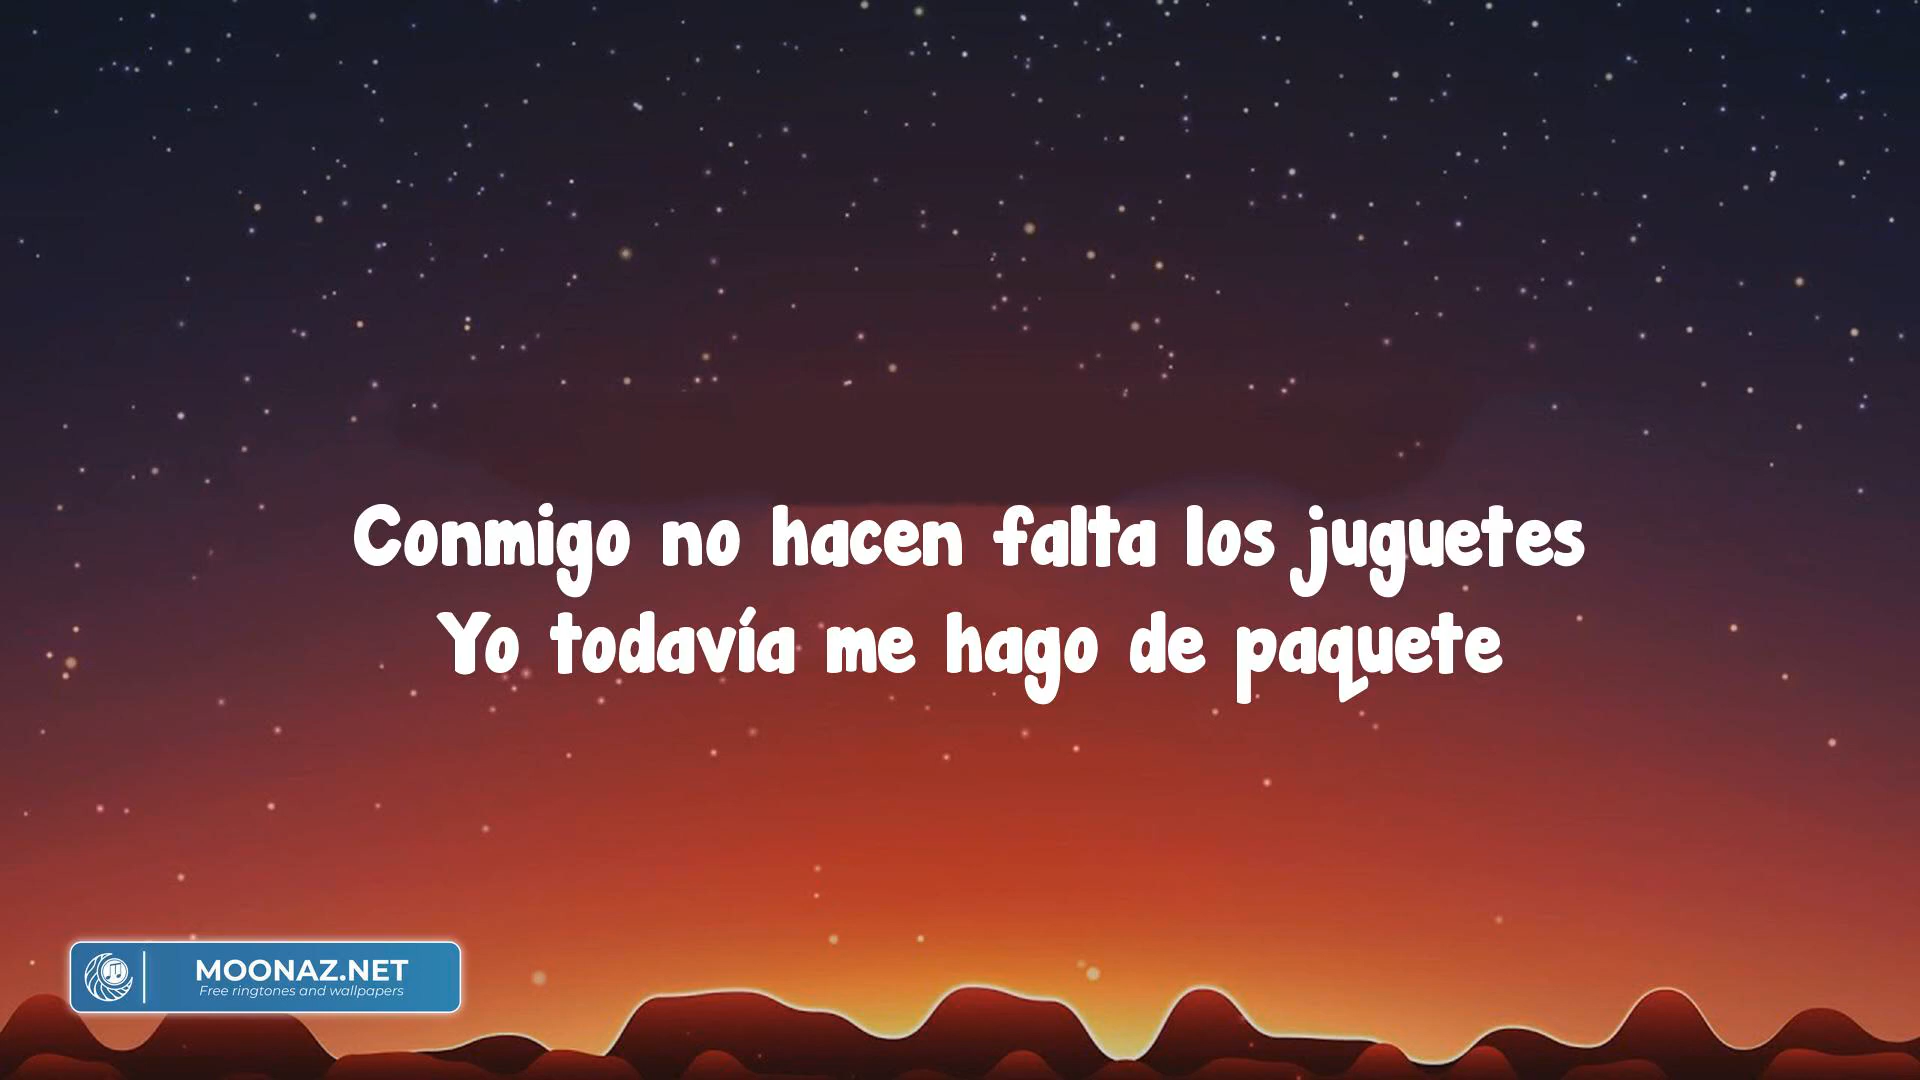 Conmigo no hacen falta los juguetes
Yo todavía me hago de paquete
MOONAZ.NET
Free ringtones and wallpapers